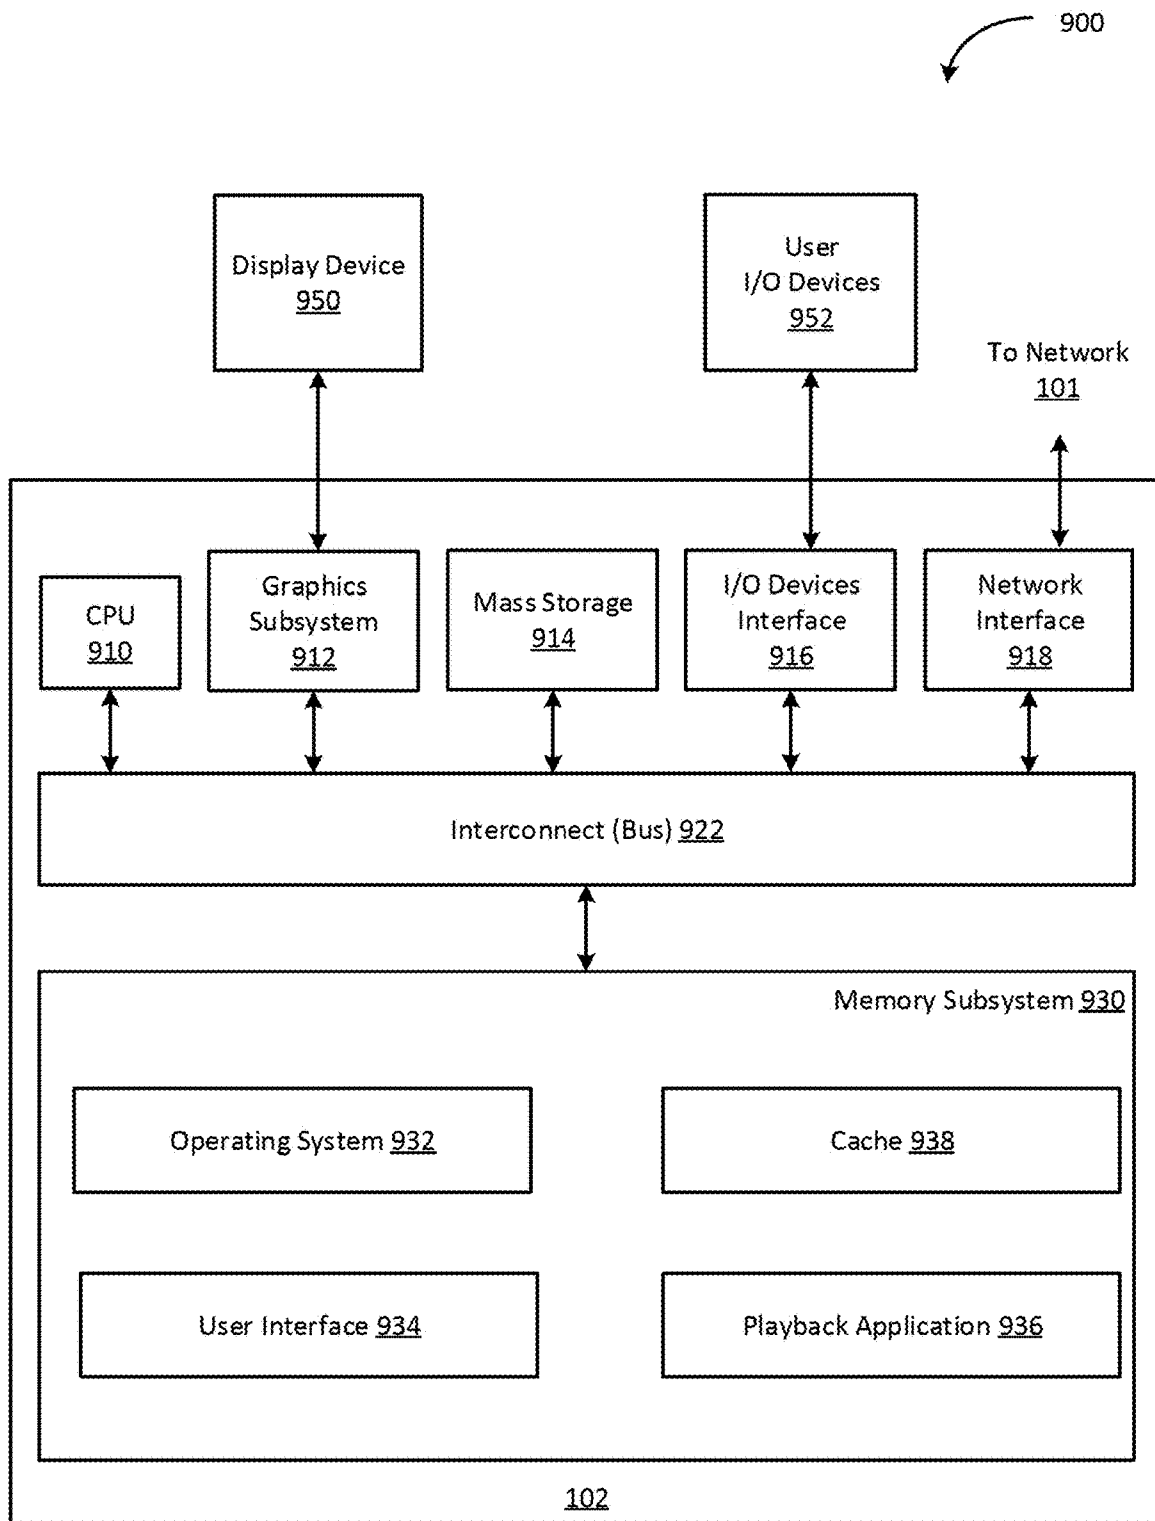 900
Display Device
950
User
I/O Devices
952
To Network
101
CPU
910
Graphics
Subsystem
912
Mass Storage
914
I/O Devices
Interface
916
Network
Interface
918
Interconnect (Bus) 922
Memory Subsystem 930
Operating System 932
Cache 938
User Interface 934
Playback Application 936
102